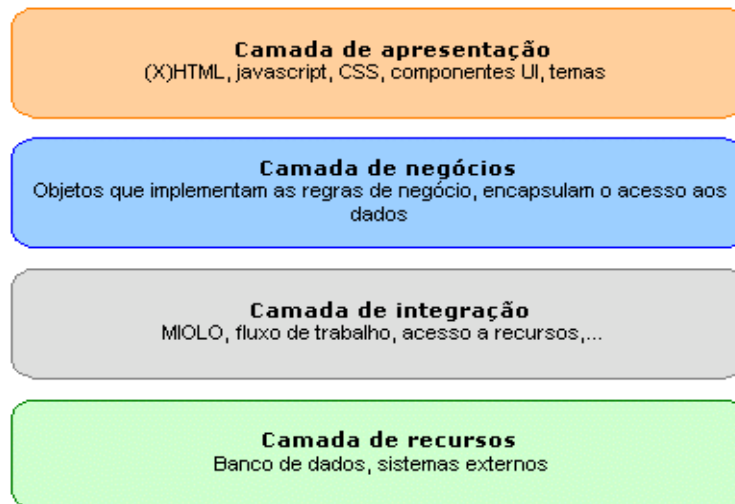 Camada de apresentação
(X)HTML, javascript, CSS, componentes UI, temas
Camada de negócios
Objetos que implementam as regras de negócio, encapsulam o acesso aos
dados
Camada de integração
MIOLO, fluxo de trabalho, acesso a recursos,...
Camada de recursos
Banco de dados, sistemas externos